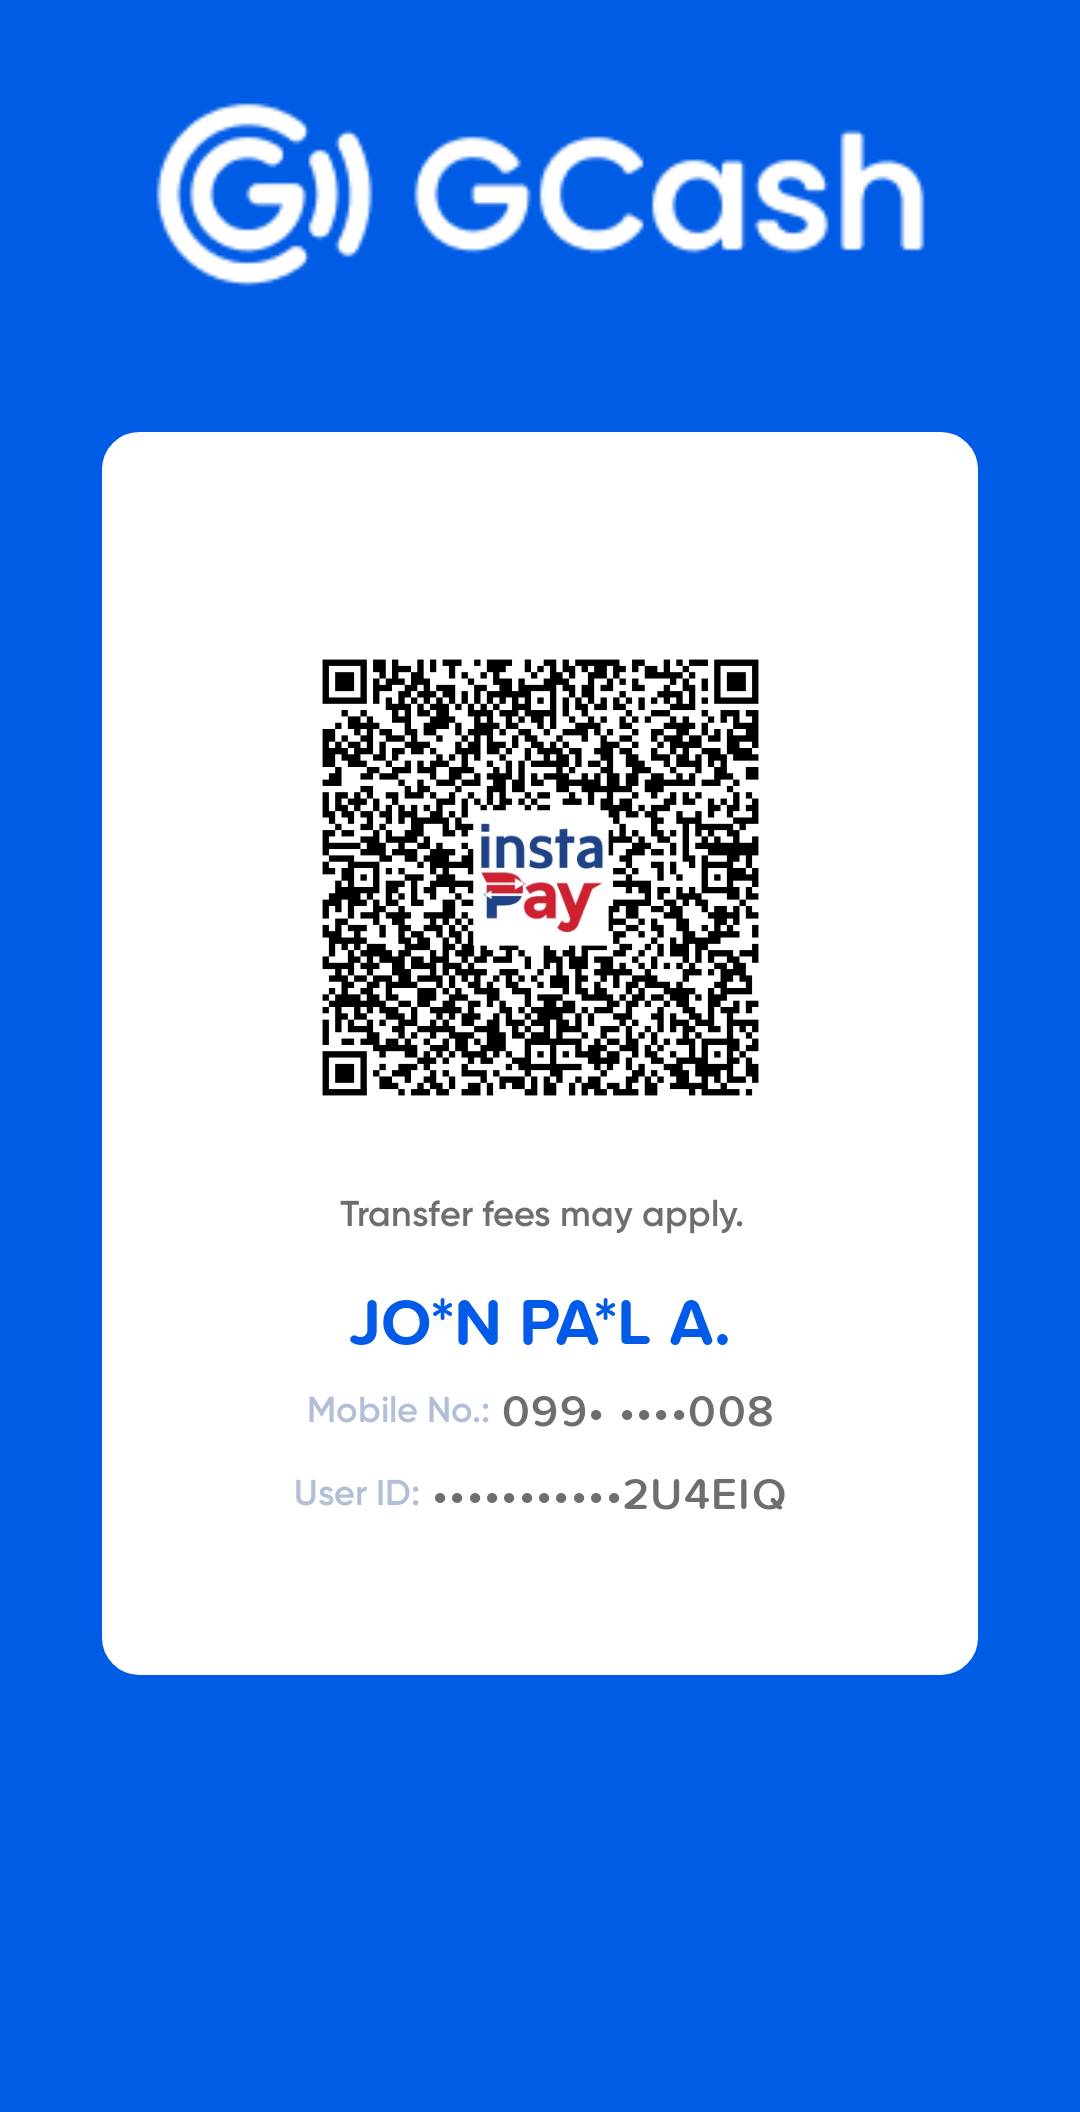 GCash
insta
Pay
Transfer fees may apply.
JO*N PA*L A.
Mobile No.: 099• ••••008
User ID: •••••••••••2U4EIQ